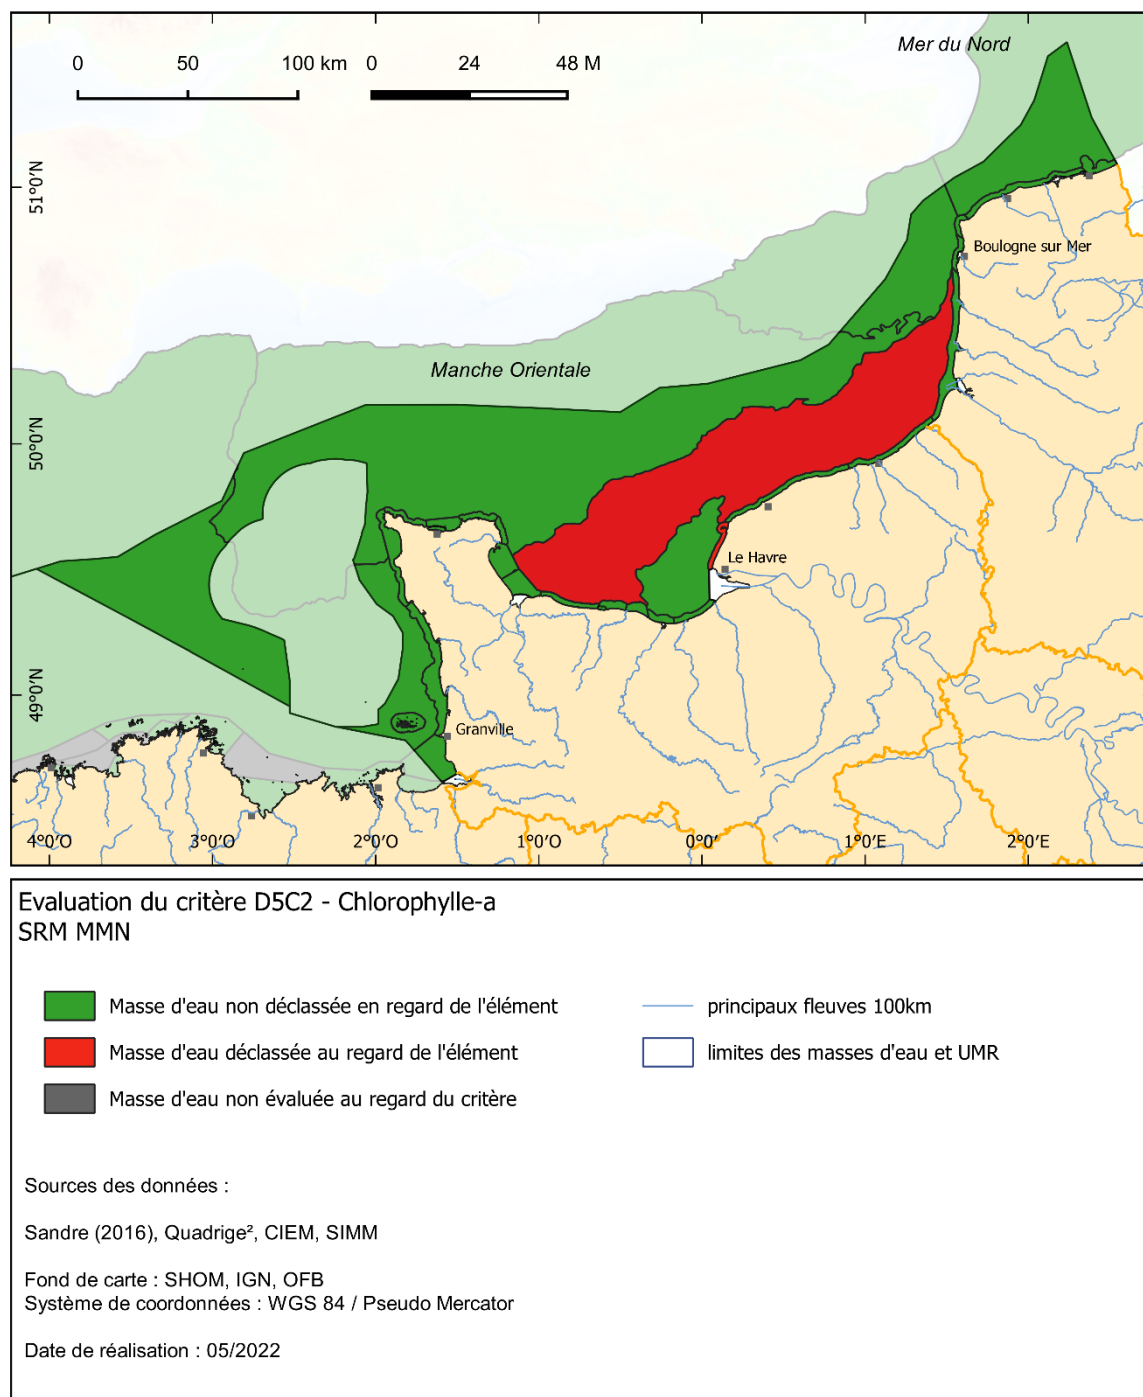 Mer du Nord
0 50 100 km 0 24 48 M
51°0'N
Boulogne sur Mer
Manche Orientale
50°0'N
Le Havre
49°0'N
Granville
4°0'O 3°0'O 2°0'O 1°0'O 0°0'O 1°0'E 2°0'E
Evaluation du critère D5C2 - Chlorophylle-a
SRM MMN
Masse d'eau non déclassée en regard de l'élément
principaux fleuves 100km
Masse d'eau déclassée au regard de l'élément
limites des masses d'eau et UMR
Masse d'eau non évaluée au regard du critère
Sources des données :
Sandre (2016), Quadrige², CIEM, SIMM
Fond de carte : SHOM, IGN, OFB
Système de coordonnées : WGS 84 / Pseudo Mercator
Date de réalisation : 05/2022